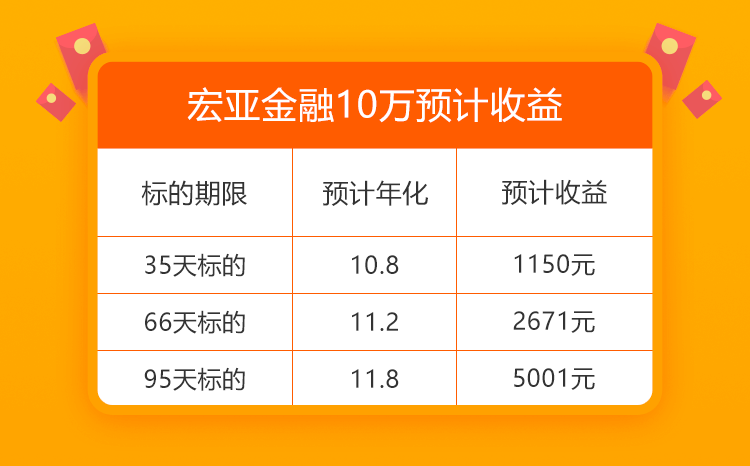 宏亚金融10万预计收益
标的期限 预计年化 预计收益
35天标的 10.8 1150元
66天标的 11.2 2671元
95天标的 11.8 5001元